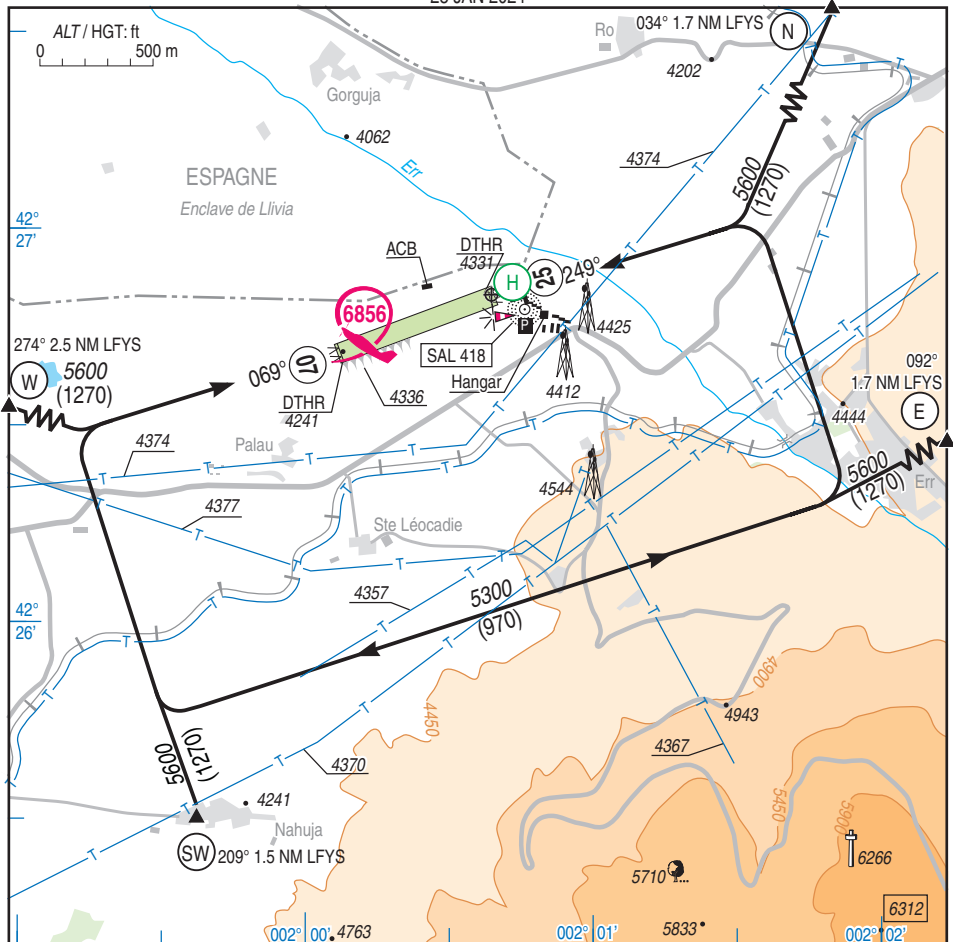 ALT / HGT: ft
0 500 m
034° 1.7 NM LFYS
N
Ro
4202
Gorguja
4062
Err
4374
5600
(1270)
ESPAGNE
Enclave de Llivia
42°
27'
ACB
DTHR
4331
H
25
249°
6856
4425
P
SAL 418
274° 2.5 NM LFYS
W
5600
(1270)
069°
07
DTHR
4241
4336
Hangar
4412
092°
1.7 NM LFYS
E
4444
4374
Palau
4377
4544
5600
(1270)
Err
Ste Léocadie
4357
5300
(970)
42°
26'
4900
4943
4450
4367
5600
(1270)
4370
5450
5900
4241
Nahuja
SW
209° 1.5 NM LFYS
5710
6266
6312
002° 00'
4763
002° 01'
5833
002° 02'
T T T T T T T T T T T T T T T T T T T T